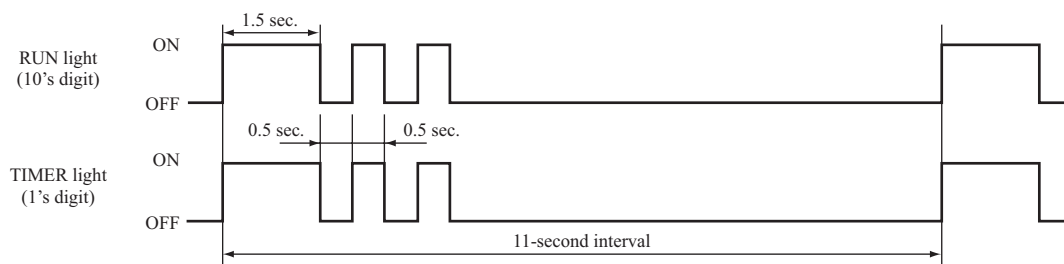 1.5 sec.
ON
RUN light
(10’s digit)
OFF
0.5 sec.
0.5 sec.
ON
TIMER light
(1’s digit)
OFF
11-second interval